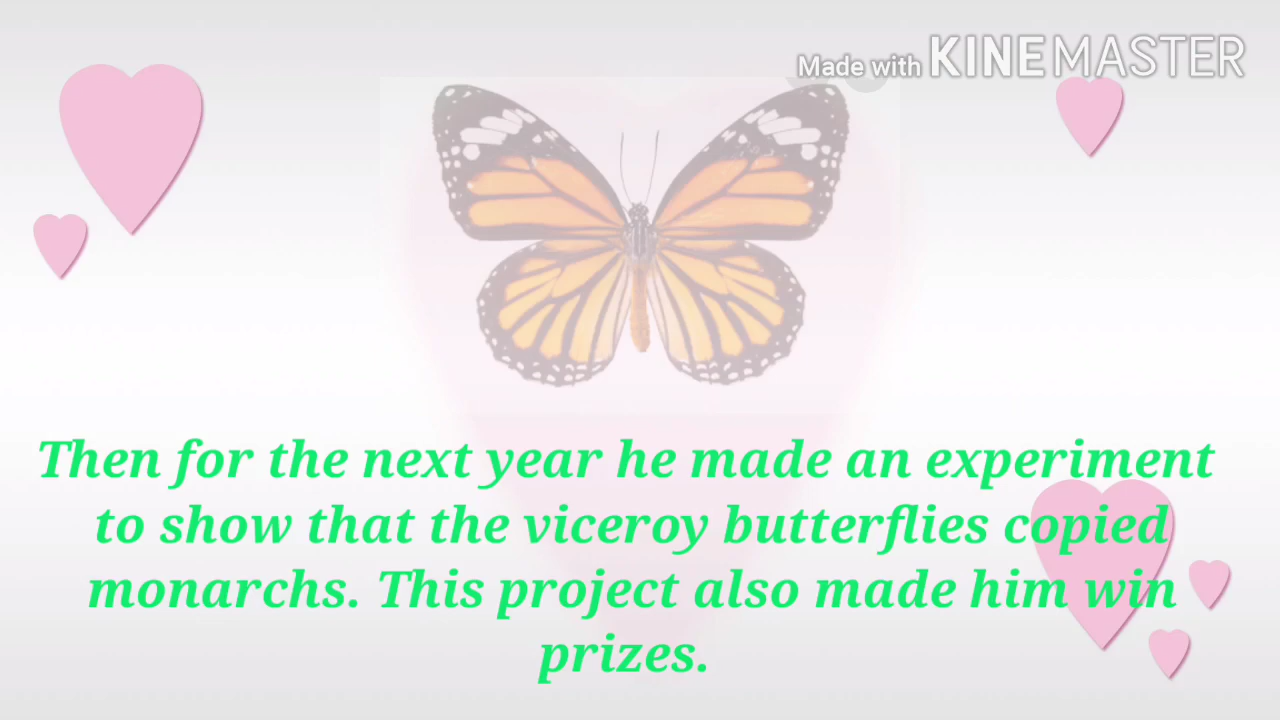 Made with KINEMASTER
Then for the next year he made an experiment
to show that the viceroy butterflies copied
monarchs. This project also made him win
prizes.